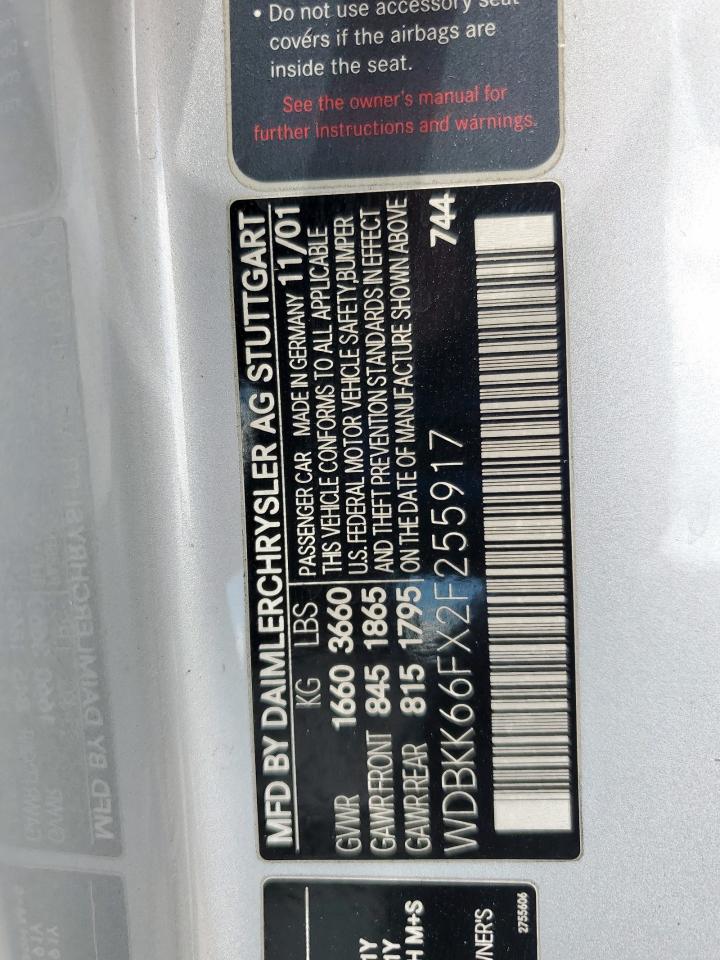 • Do not use accessory seat
covers if the airbags are
inside the seat.
See the owner's manual for
further instructions and warnings.
MFD BY DAIMLERCHRYSLER AG STUTTGART
KG LBS PASSENGER CAR MADE IN GERMANY 11/01
GVWR 1660 3660 THIS VEHICLE CONFORMS TO ALL APPLICABLE
U.S. FEDERAL MOTOR VEHICLE SAFETY, BUMPER
GAWR FRONT 845 1865 AND THEFT PREVENTION STANDARDS IN EFFECT
GAWR REAR 815 1795 ON THE DATE OF MANUFACTURE SHOWN ABOVE
WDBKK66FX2F255917 744
H M+S
2755606